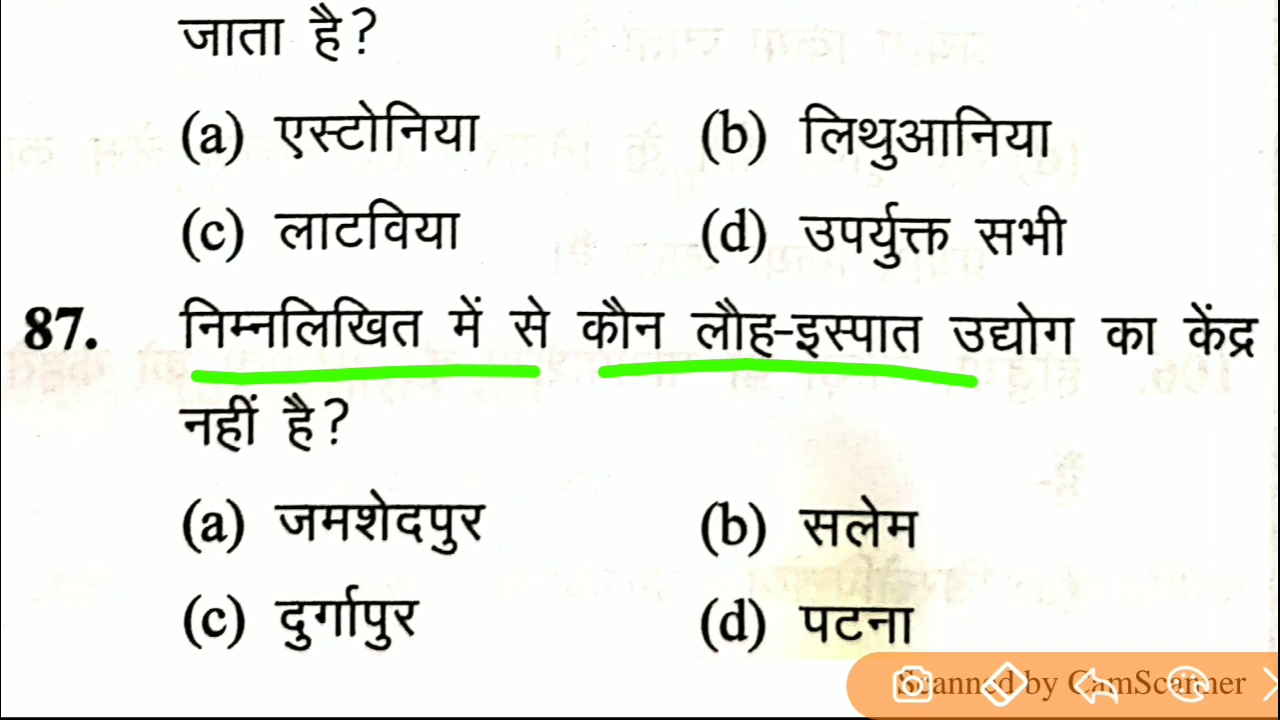 जाता है?
(a) एस्टोनिया (b) लिथुआनिया
(c) लाटविया (d) उपर्युक्त सभी
87. निम्नलिखित में से कौन लौह-इस्पात उद्योग का केंद्र
नहीं है?
(a) जमशेदपुर (b) सलेम
(c) दुर्गापुर (d) पटना
Scanned by CamScanner